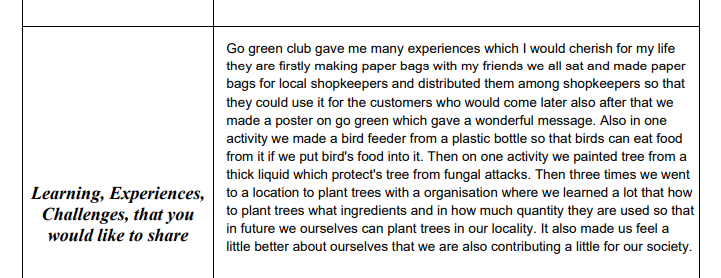 Learning, Experiences,
Challenges, that you
would like to share
Go green club gave me many experiences which I would cherish for my life
they are firstly making paper bags with my friends we all sat and made paper
bags for local shopkeepers and distributed them among shopkeepers so that
they could use it for the customers who would come later also after that we
made a poster on go green which gave a wonderful message. Also in one
activity we made a bird feeder from a plastic bottle so that birds can eat food
from it if we put bird's food into it. Then on one activity we painted tree from a
thick liquid which protect's tree from fungal attacks. Then three times we went
to a location to plant trees with a organisation where we learned a lot that how
to plant trees what ingredients and in how much quantity they are used so that
in future we ourselves can plant trees in our locality. It also made us feel a
little better about ourselves that we are also contributing a little for our society.